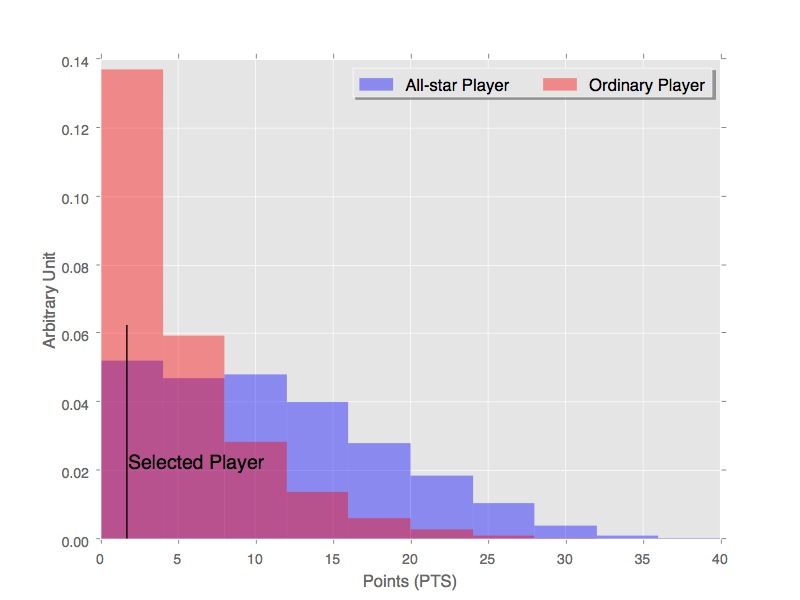 All-star Player Ordinary Player
0.14
0.12
0.10
0.08
0.06
0.04
0.02
0.00
Arbitrary Unit
Selected Player
0 5 10 15 20 25 30 35 40
Points (PTS)